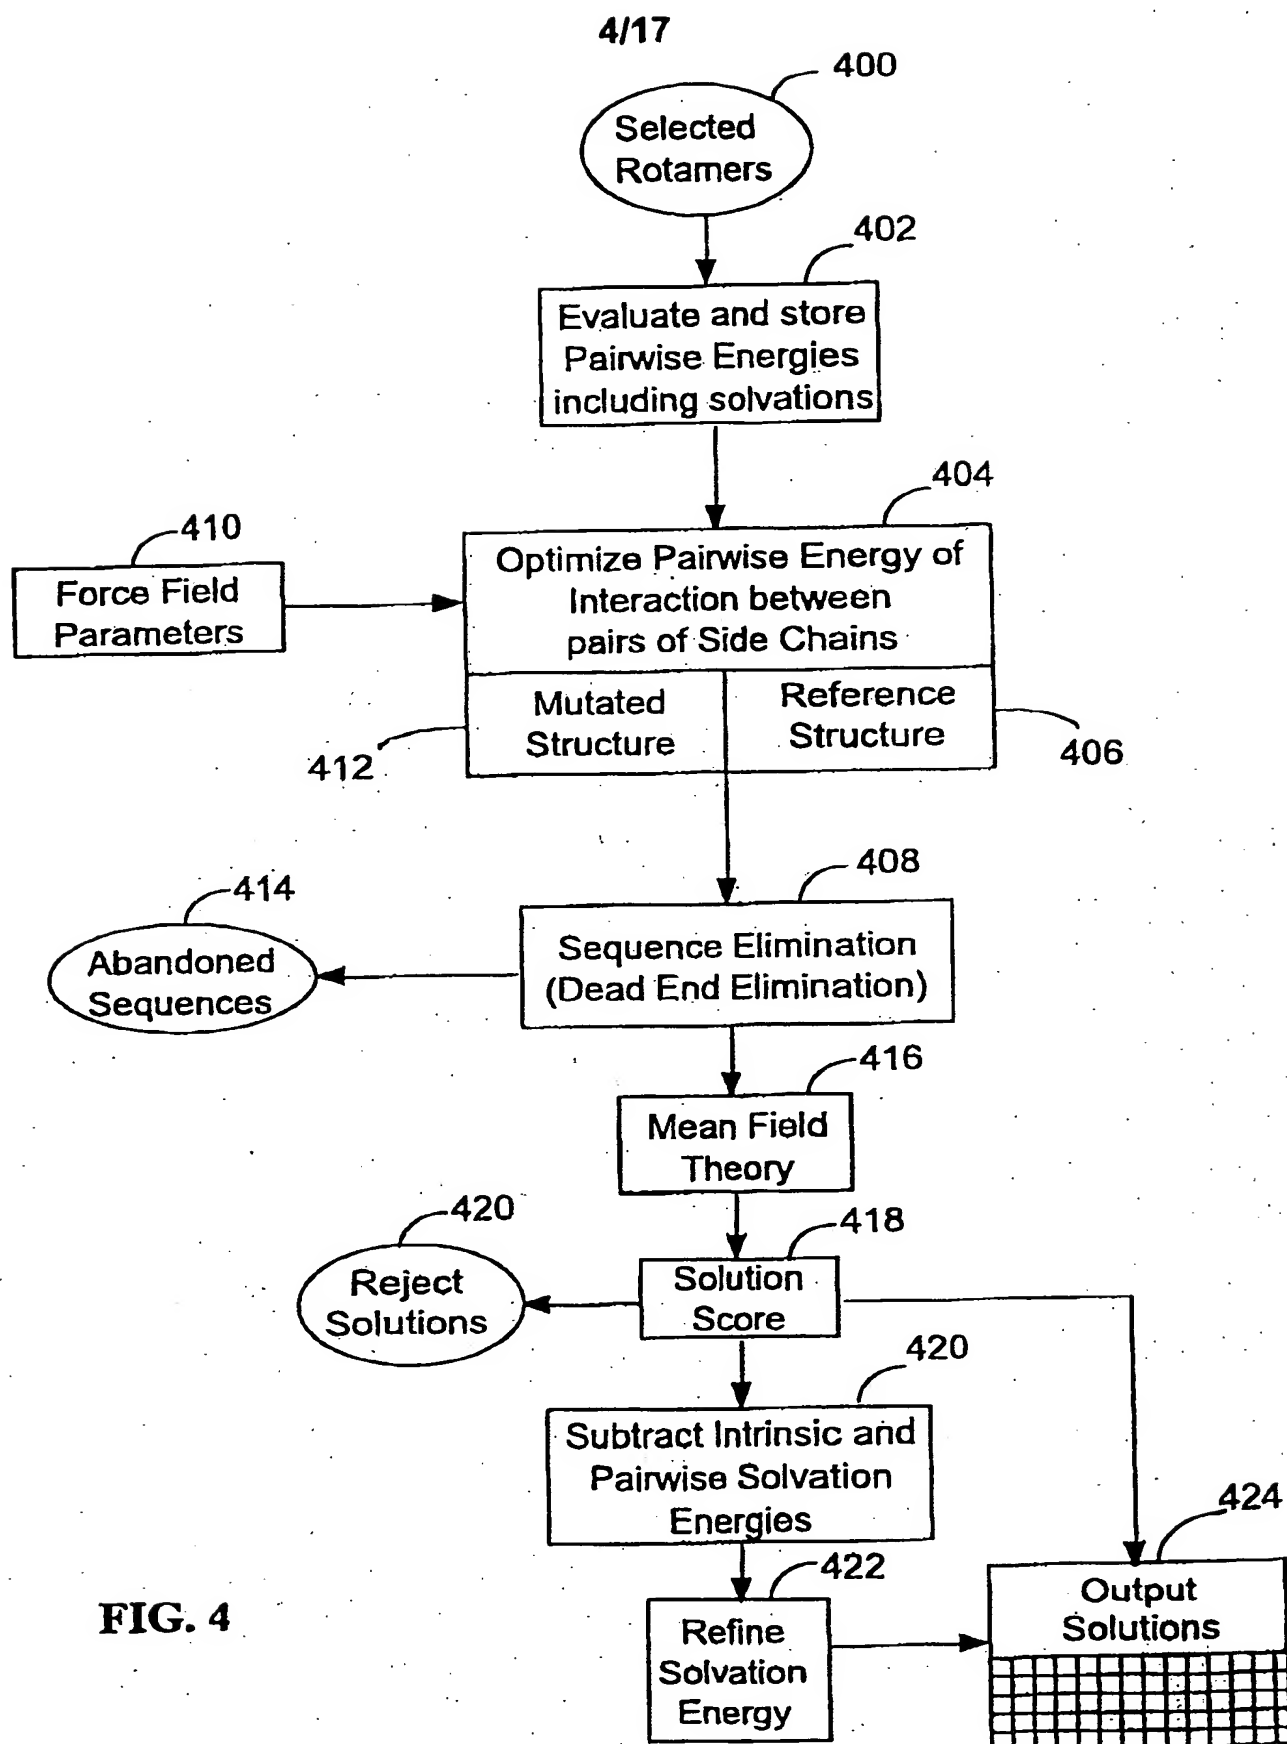 4/17
400
Selected
Rotamers
402
Evaluate and store
Pairwise Energies
including solvations
404
410
Optimize Pairwise Energy of
Interaction between
pairs of Side Chains
Force Field
Parameters
Mutated
Structure
Reference
Structure
412
406
408
414
Sequence Elimination
(Dead End Elimination)
Abandoned
Sequences
416
Mean Field
Theory
420
418
Reject
Solutions
Solution
Score
420
Subtract Intrinsic and
Pairwise Solvation
Energies
424
422
Output
Solutions
FIG. 4
Refine
Solvation
Energy